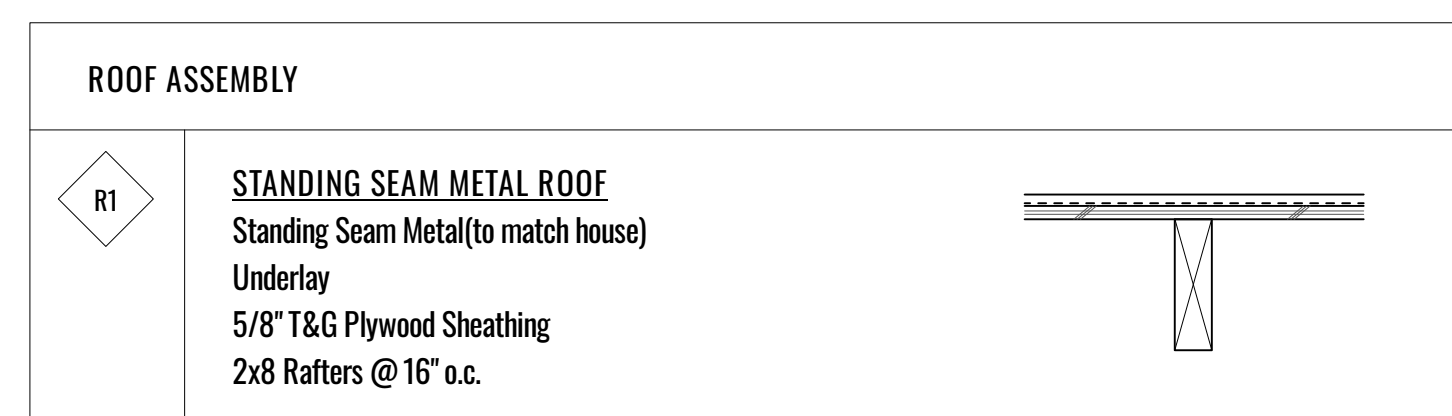 ROOF ASSEMBLY
R1
STANDING SEAM METAL ROOF
Standing Seam Metal(to match house)
Underlay
5/8" T&G Plywood Sheathing
2x8 Rafters @ 16" o.c.